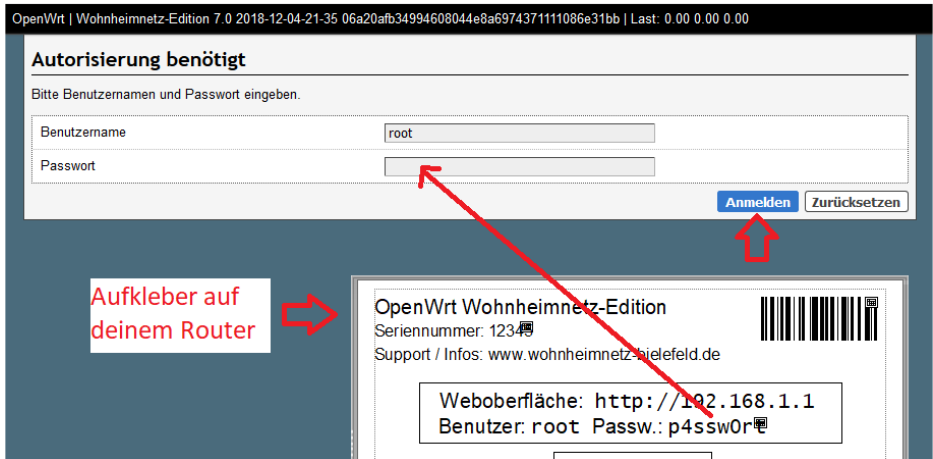 OpenWrt | Wohnheimnetz-Edition 7.0 2018-12-04-21-35 06a20afb34994608044e8a6974371111086e31bb | Last: 0.00 0.00 0.00
Autorisierung benötigt
Bitte Benutzernamen und Passwort eingeben.
Benutzername root
Passwort
Anmelden Zurücksetzen
Aufkleber auf
deinem Router
OpenWrt Wohnheimnetz-Edition
Seriennummer: 12345
Support / Infos: www.wohnheimnetz-bielefeld.de
Weboberfläche: http://192.168.1.1
Benutzer: root Passw.: p4ssw0rt